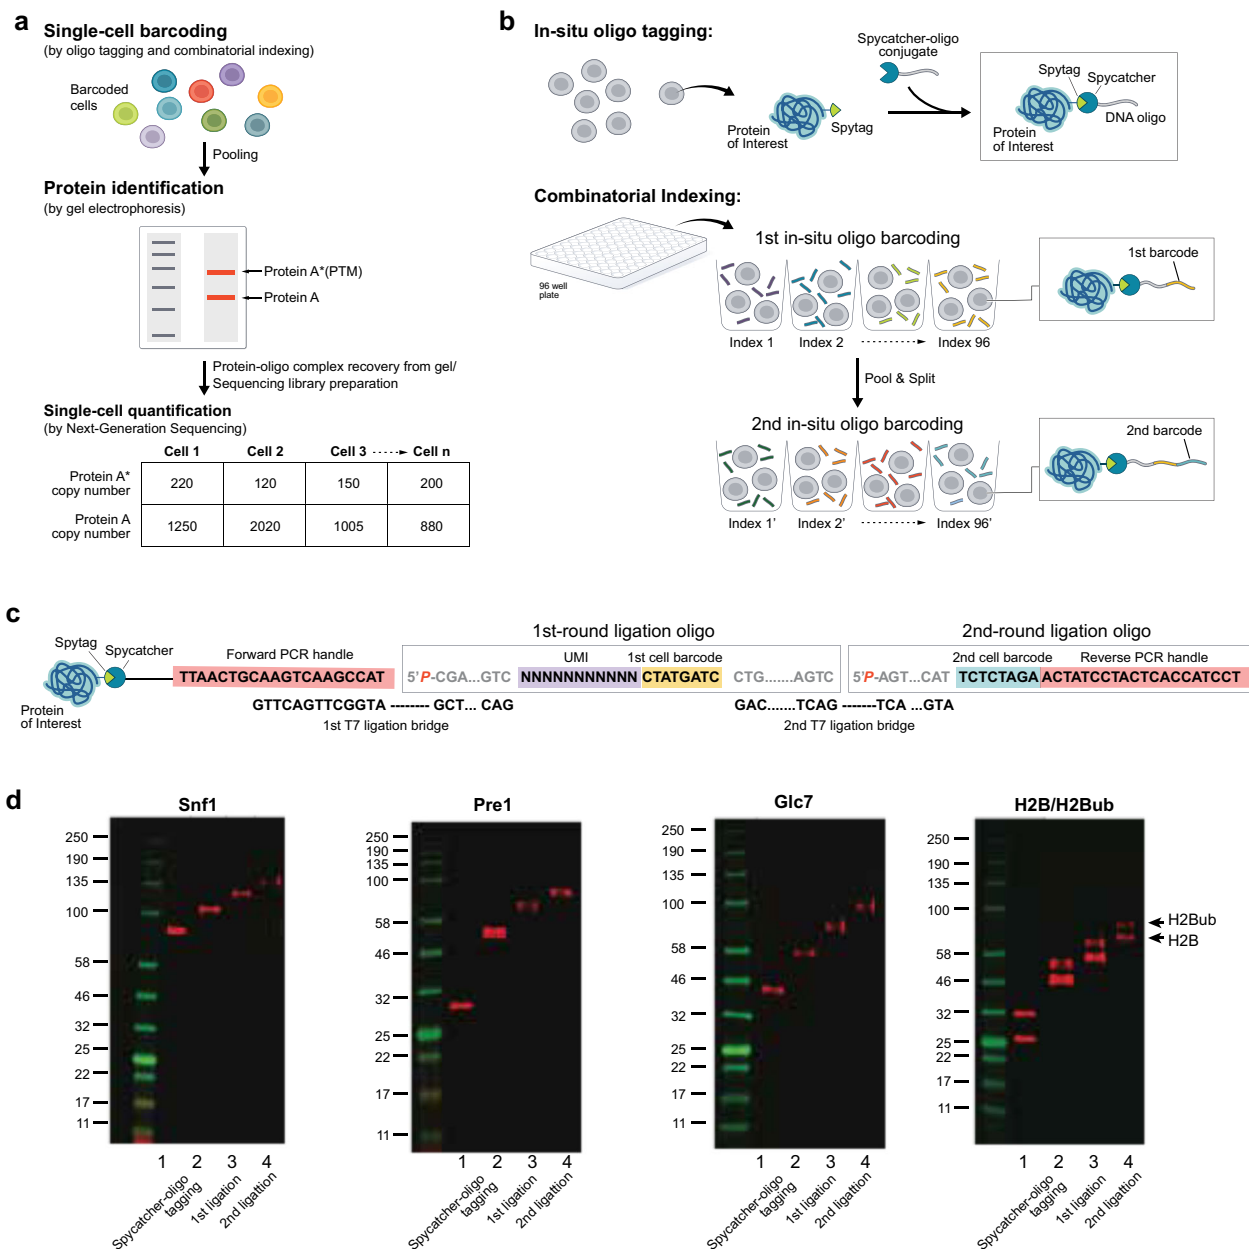 a
Single-cell barcoding
(by oligo tagging and combinatorial indexing)
Barcoded
cells
Pooling
Protein identification
(by gel electrophoresis)
Protein A*(PTM)
Protein A
Protein-oligo complex recovery from gel/
Sequencing library preparation
Single-cell quantification
(by Next-Generation Sequencing)
Cell 1 Cell 2 Cell 3 Cell n
Protein A*
copy number
220 120 150 200
Protein A
copy number
1250 2020 1005 880
b
In-situ oligo tagging:
Spycatcher-oligo
conjugate
Protein
of Interest
Spytag
Spytag
Spycatcher
DNA oligo
Protein
of Interest
Combinatorial Indexing:
96 well
plate
1st in-situ oligo barcoding
Index 1 Index 2 Index 96
1st barcode
Pool & Split
2nd in-situ oligo barcoding
Index 1' Index 2' Index 96'
2nd barcode
c
1st-round ligation oligo
2nd-round ligation oligo
Spytag
Spycatcher
Forward PCR handle
UMI
1st cell barcode
2nd cell barcode
Reverse PCR handle
TTAACTGCAAGTCAAGCCAT
5'P-CGA...GTC NNNNNNNNNNN CTATGATC CTG.......AGTC
5'P-AGT...CAT TCTCTAGA ACTATCCTACTCACCATCCT
Protein
of Interest
GTTCAGTTCGGTA -------- GCT... CAG
GAC.......TCAG -------TCA ...GTA
1st T7 ligation bridge
2nd T7 ligation bridge
d
Snf1
250
190
135
100
58
46
32
25
22
17
11
1 2 3 4
Spycatcher-oligo
tagging
1st ligation
2nd ligattion
Pre1
250
190
135
100
58
46
32
25
22
17
11
1 2 3 4
Spycatcher-oligo
tagging
1st ligation
2nd ligattion
Glc7
250
190
135
100
58
46
32
25
22
17
11
1 2 3 4
Spycatcher-oligo
tagging
1st ligation
2nd ligattion
H2B/H2Bub
250
190
135
100
58
46
32
25
22
17
11
H2Bub
H2B
1 2 3 4
Spycatcher-oligo
tagging
1st ligation
2nd ligattion